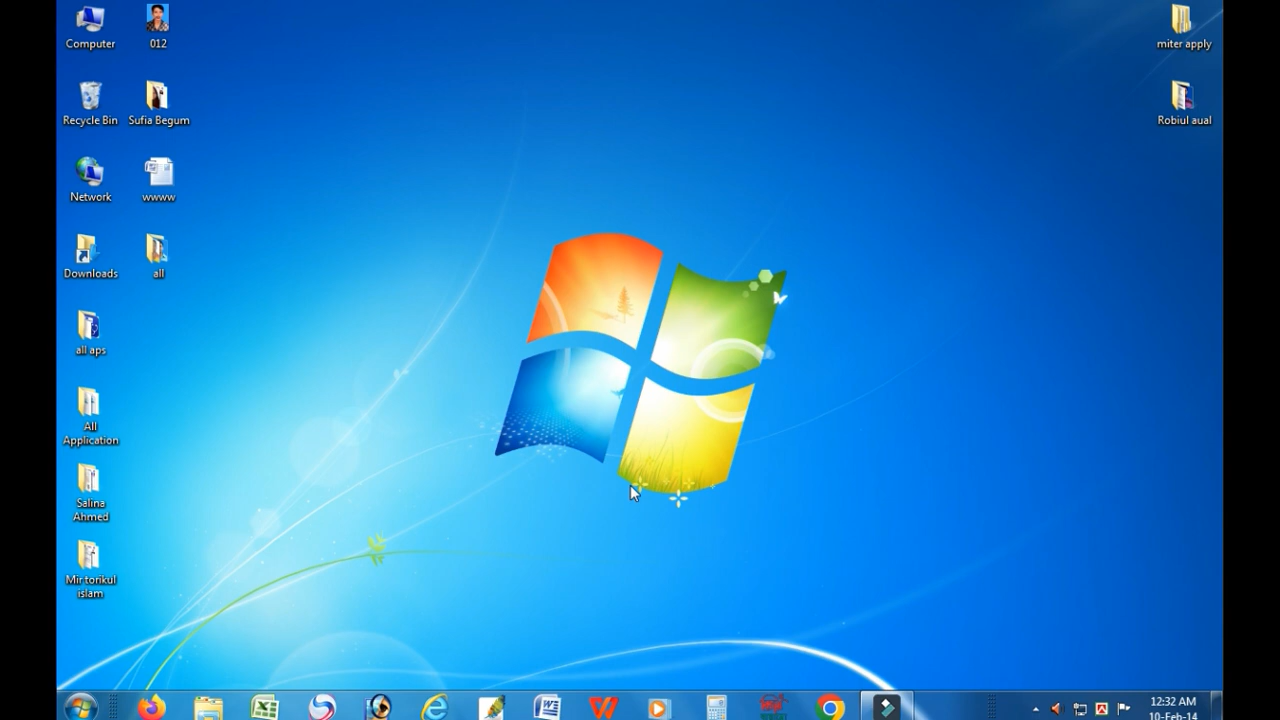 Computer
012
miter apply
Recycle Bin
Sufia Begum
Robiul aual
Network
wwww
Downloads
all
all aps
All
Application
Salina
Ahmed
Mir torikul
islam
12:32 AM
10-Feb-14